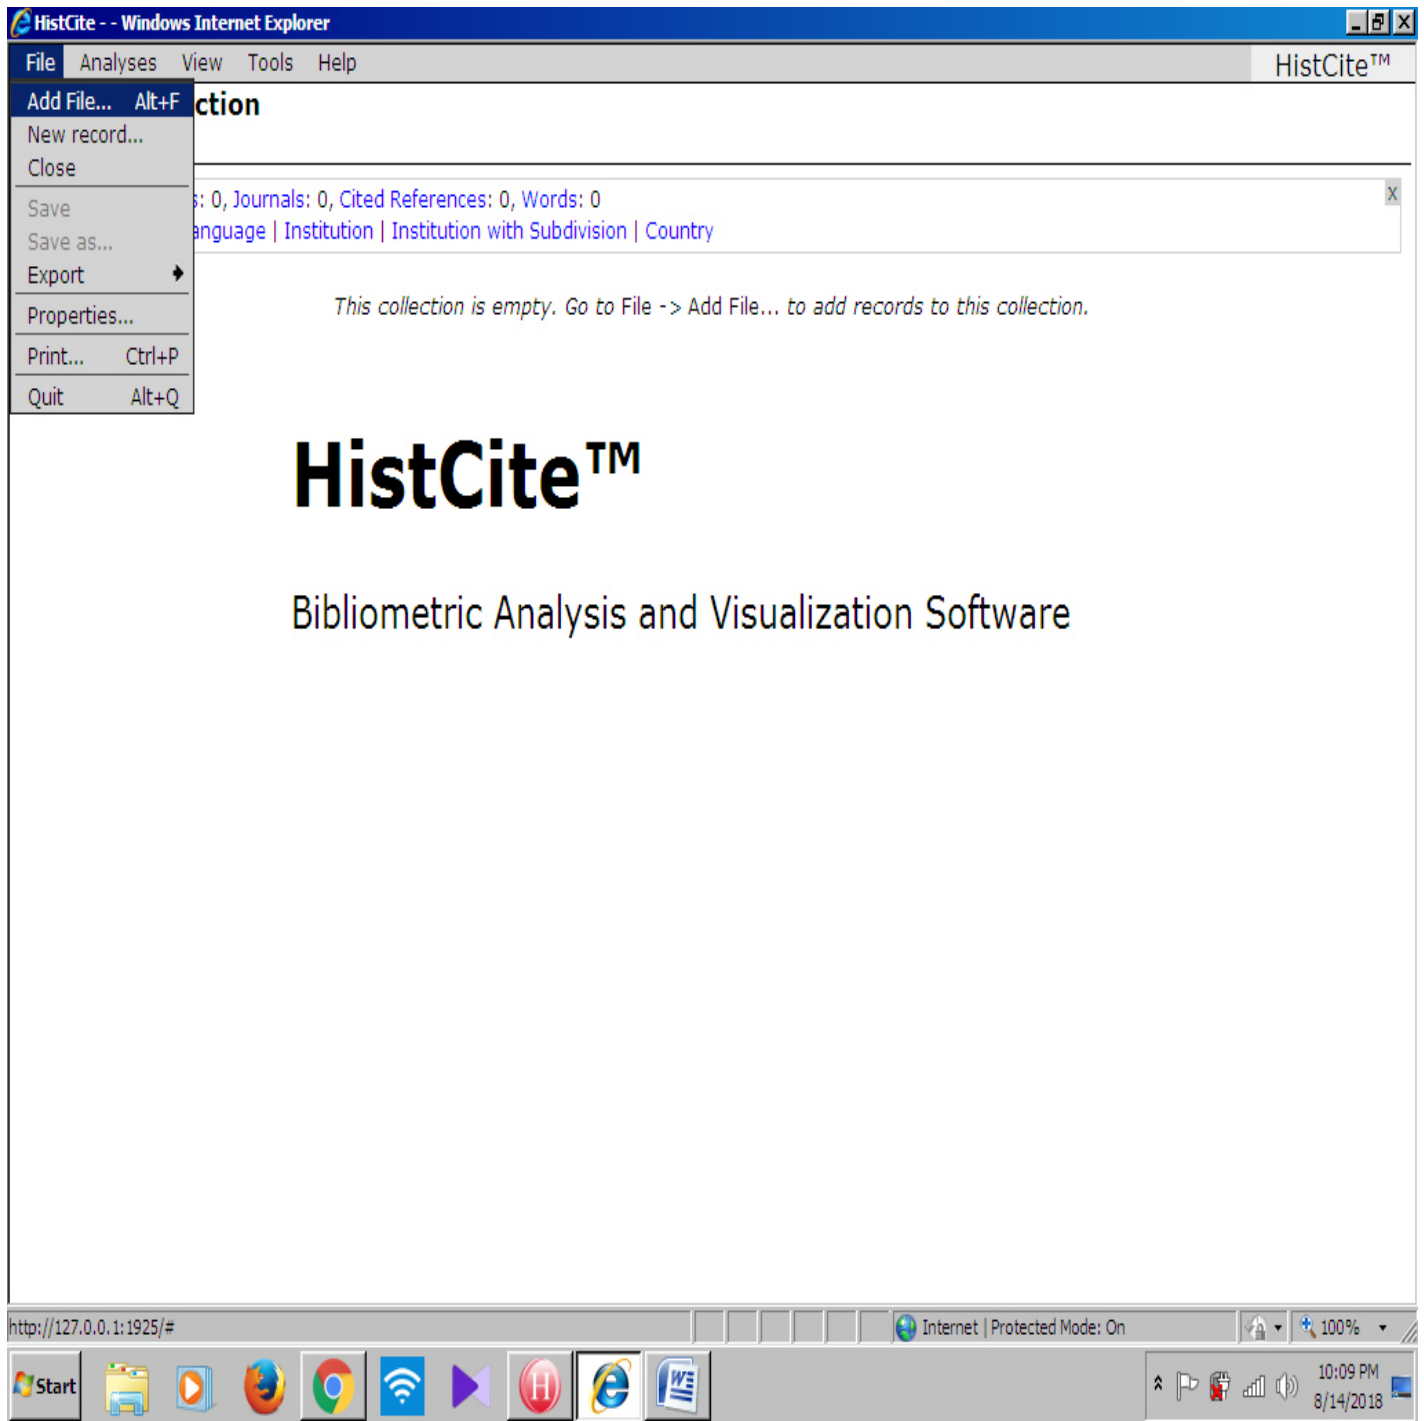 HistCite - - Windows Internet Explorer
File Analyses View Tools Help HistCite™
Add File... Alt+F ction
New record...
Close
Save s: 0, Journals: 0, Cited References: 0, Words: 0 X
Save as... anguage | Institution | Institution with Subdivision | Country
Export
Properties... This collection is empty. Go to File -> Add File... to add records to this collection.
Print... Ctrl+P
Quit Alt+Q
HistCite™
Bibliometric Analysis and Visualization Software
http://127.0.0.1:1925/# Internet | Protected Mode: On 100%
Start H W 10:09 PM
8/14/2018